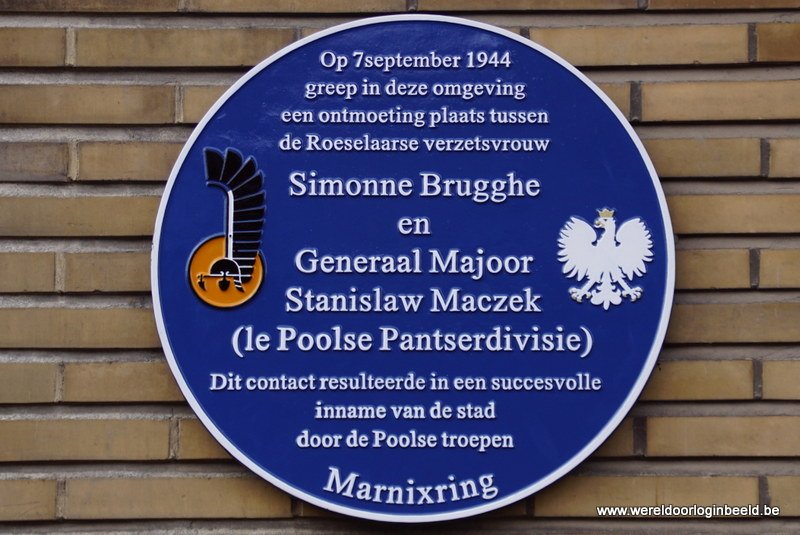 Op 7september 1944
greep in deze omgeving
een ontmoeting plaats tussen
de Roeselaarse verzetsvrouw
Simonne Brugghe
en
Generaal Majoor
Stanislaw Maczek
(1e Poolse Pantserdivisie)
Dit contact resulteerde in een succesvolle
inname van de stad
door de Poolse troepen
Marnixring
www.wereldoorloginbeeld.be